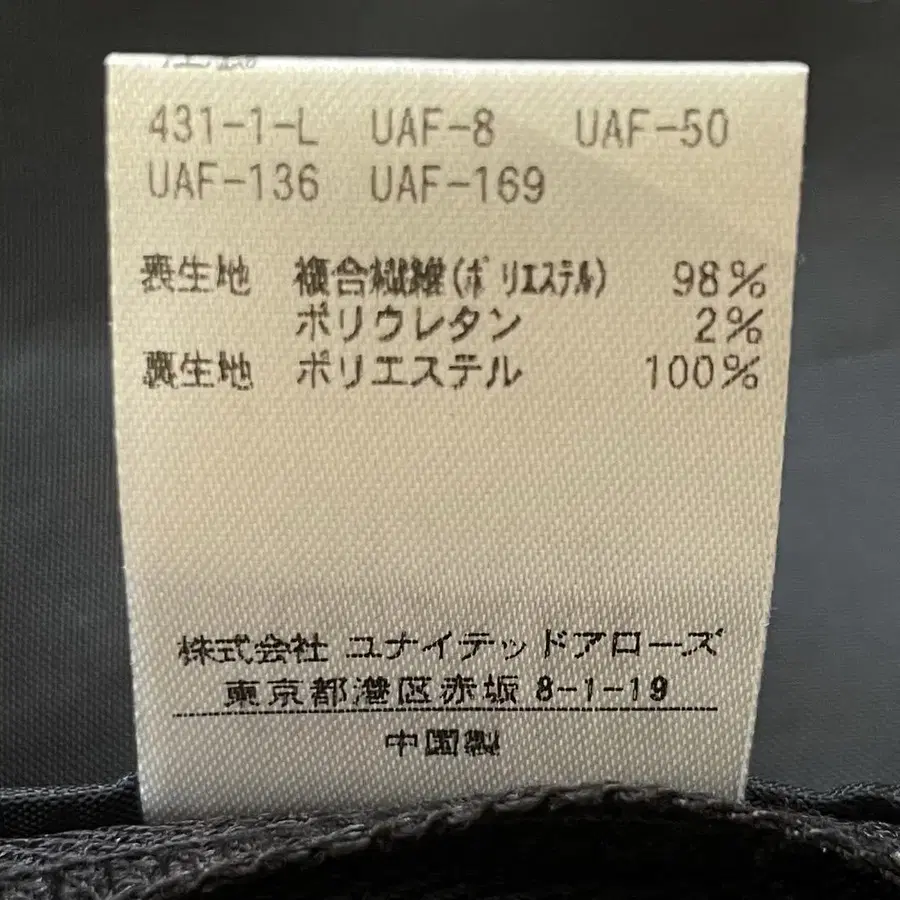 431-1-L UAF-8 UAF-50
UAF-136 UAF-169
表生地 複合繊維(ポリエステル) 98%
ポリウレタン 2%
裏生地 ポリエステル 100%
株式会社 ユナイテッドアローズ
東京都港区赤坂 8-1-19
中国製